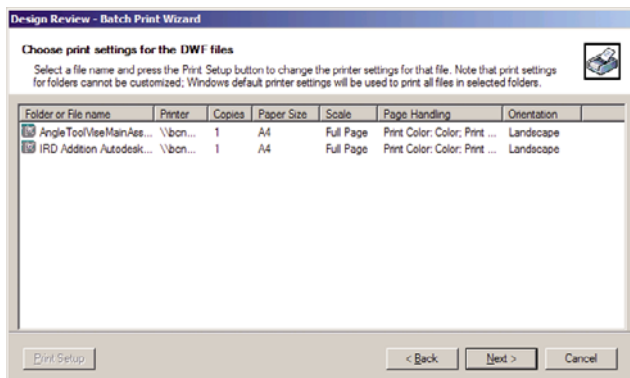 Design Review - Batch Print Wizard
Choose print settings for the DWF files
Select a file name and press the Print Setup button to change the printer settings for that file. Note that print settings
for folders cannot be customized; Windows default printer settings will be used to print all files in selected folders.
Folder or File name Printer Copies Paper Size Scale Page Handling Orientation
AngleToolViseMainAss... \\bcn... 1 A4 Full Page Print Color: Color; Print ... Landscape
IRD Addition Autodesk... \\bcn... 1 A4 Full Page Print Color: Color; Print ... Landscape
Print Setup < Back Next > Cancel